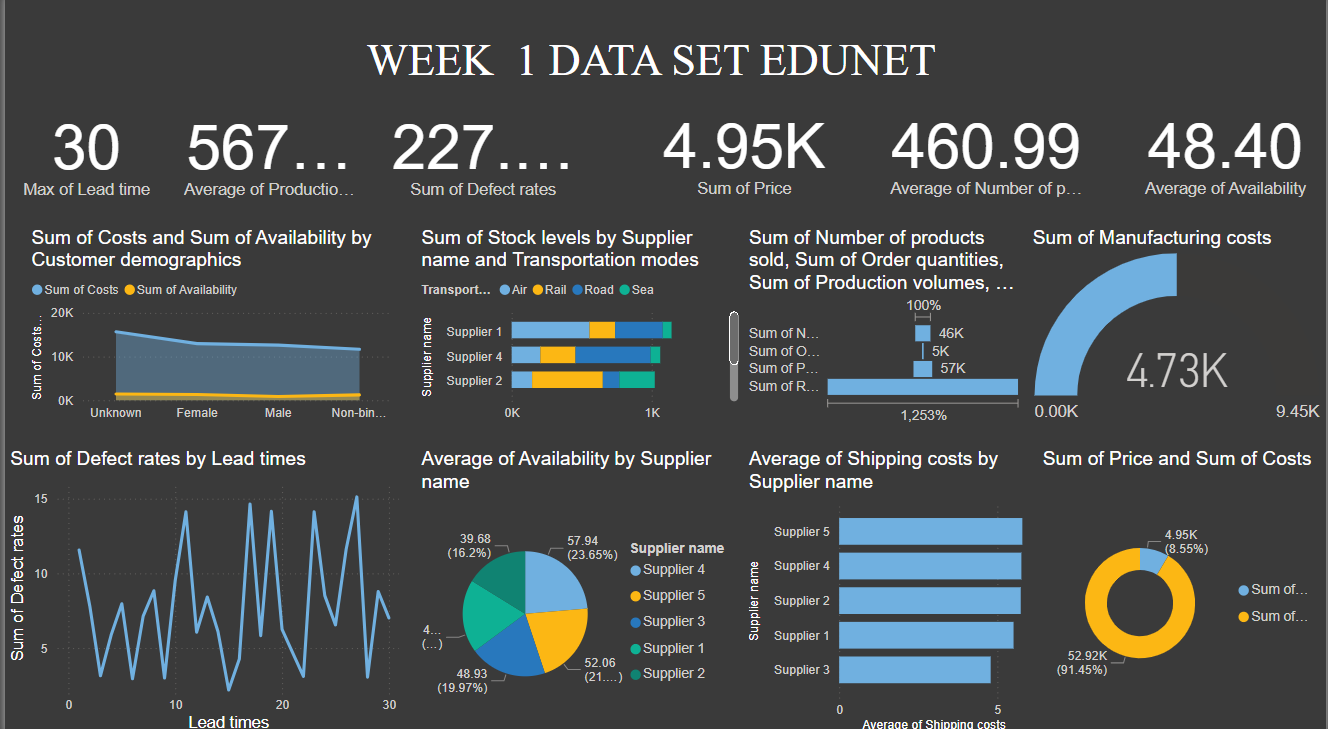 WEEK 1 DATA SET EDUNET
30
Max of Lead time
567...
Average of Productio...
227....
Sum of Defect rates
4.95K
Sum of Price
460.99
Average of Number of p...
48.40
Average of Availability
Sum of Costs and Sum of Availability by
Customer demographics
Sum of Costs
Sum of Availability
Sum of Costs...
20K
10K
0K
Unknown
Female
Male
Non-bin...
Sum of Stock levels by Supplier
name and Transportation modes
Transport...
Air
Rail
Road
Sea
Supplier name
Supplier 1
Supplier 4
Supplier 2
0K
1K
Sum of Number of products
sold, Sum of Order quantities,
Sum of Production volumes, ...
100%
Sum of N...
46K
Sum of O...
5K
Sum of P...
57K
Sum of R...
1,253%
Sum of Manufacturing costs
4.73K
0.00K
9.45K
Sum of Defect rates by Lead times
Sum of Defect rates
15
10
5
0
10
20
30
Lead times
Average of Availability by Supplier
name
39.68
(16.2%)
57.94
(23.65%)
4...
(...)
48.93
(19.97%)
52.06
(21....)
Supplier name
Supplier 4
Supplier 5
Supplier 3
Supplier 1
Supplier 2
Average of Shipping costs by
Supplier name
Supplier name
Supplier 5
Supplier 4
Supplier 2
Supplier 1
Supplier 3
0
5
Average of Shipping costs
Sum of Price and Sum of Costs
4.95K
(8.55%)
52.92K
(91.45%)
Sum of...
Sum of...